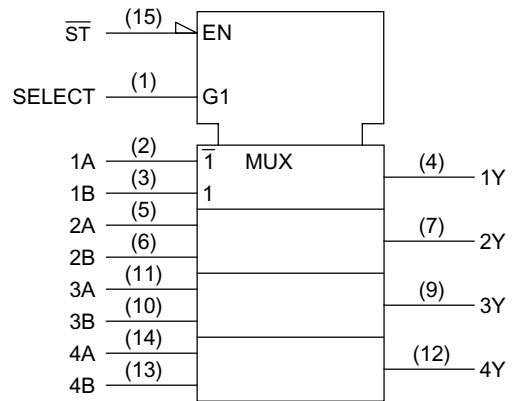 S̅T̅ (15) EN
SELECT (1) G1
1A (2) 1̅ MUX (4) 1Y
1B (3) 1
2A (5) (7) 2Y
2B (6)
3A (11) (9) 3Y
3B (10)
4A (14) (12) 4Y
4B (13)